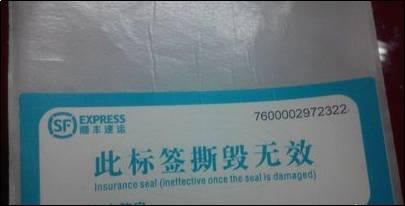 SF EXPRESS
顺丰速运
7600002972322
此标签撕毁无效
Insurance seal (ineffective once the seal is damaged)